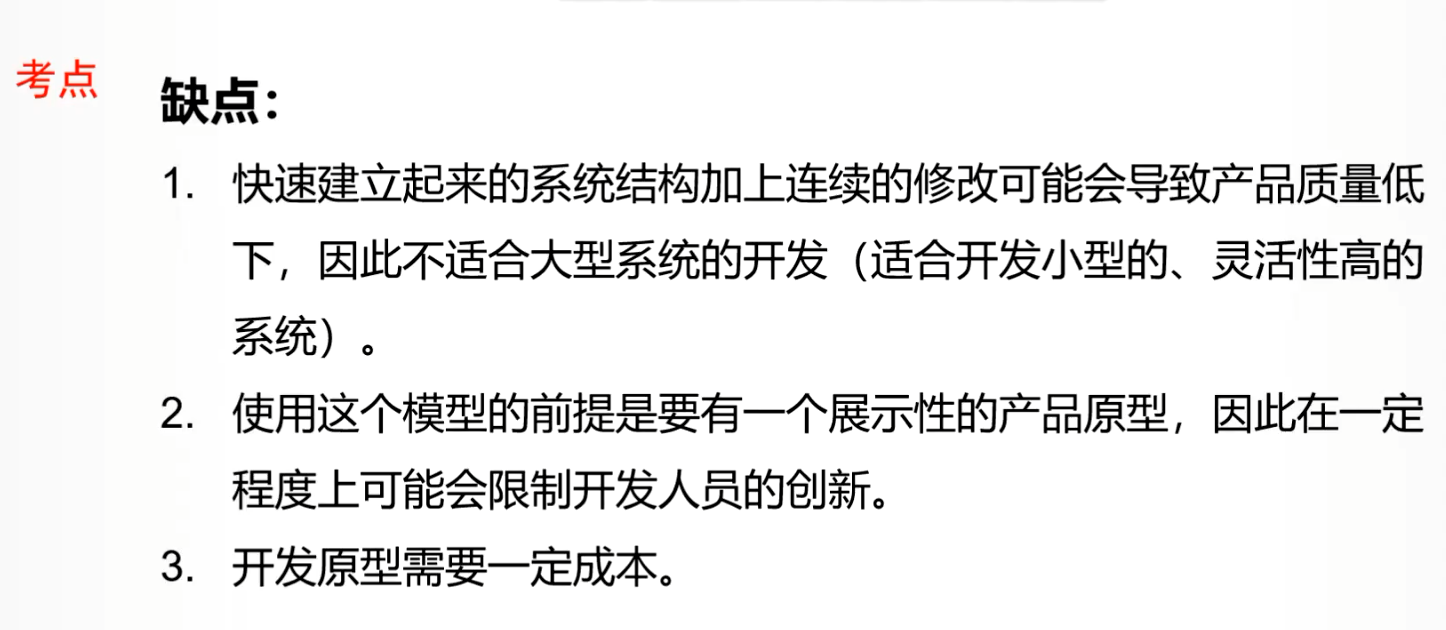 考点
缺点：
1. 快速建立起来的系统结构加上连续的修改可能会导致产品质量低
下，因此不适合大型系统的开发（适合开发小型的、灵活性高的
系统）。
2. 使用这个模型的前提是要有一个展示性的产品原型，因此在一定
程度上可能会限制开发人员的创新。
3. 开发原型需要一定成本。